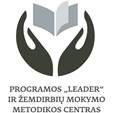 PROGRAMOS „LEADER“
IR ŽEMDIRBIŲ MOKYMO
METODIKOS CENTRAS